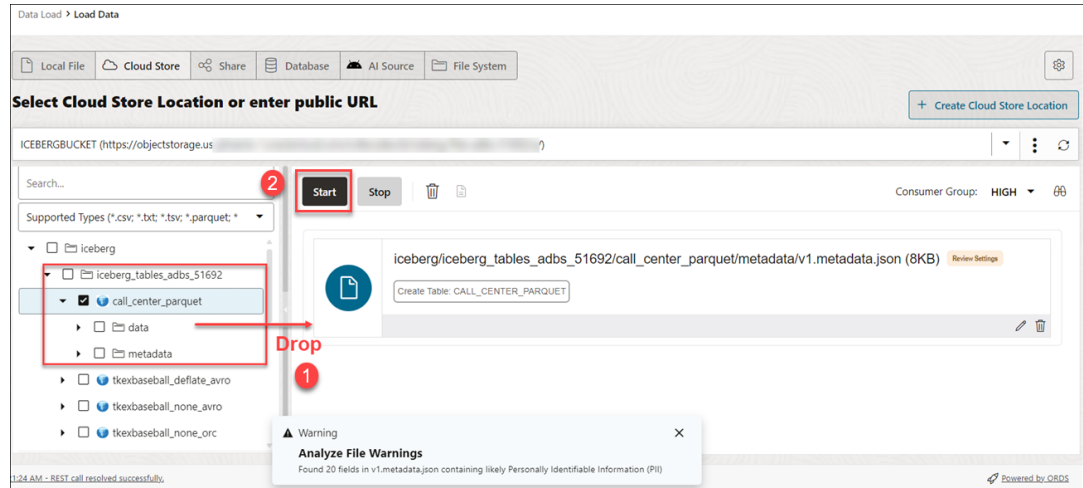 Data Load > Load Data
Local File
Cloud Store
Share
Database
AI Source
File System
Select Cloud Store Location or enter public URL
+ Create Cloud Store Location
ICEBERGBUCKET (https://objectstorage.us
/)
Search...
2
Start
Stop
Consumer Group: HIGH
Supported Types (*.csv; *.txt; *.tsv; *.parquet; *
iceberg
iceberg_tables_adbs_51692
call_center_parquet
data
metadata
tkexbaseball_deflate_avro
tkexbaseball_none_avro
tkexbaseball_none_orc
iceberg/iceberg_tables_adbs_51692/call_center_parquet/metadata/v1.metadata.json (8KB)
Review Settings
Create Table: CALL_CENTER_PARQUET
Drop
1
Warning
Analyze File Warnings
Found 20 fields in v1.metadata.json containing likely Personally Identifiable Information (PII)
1:24 AM - REST call resolved successfully.
Powered by ORDS